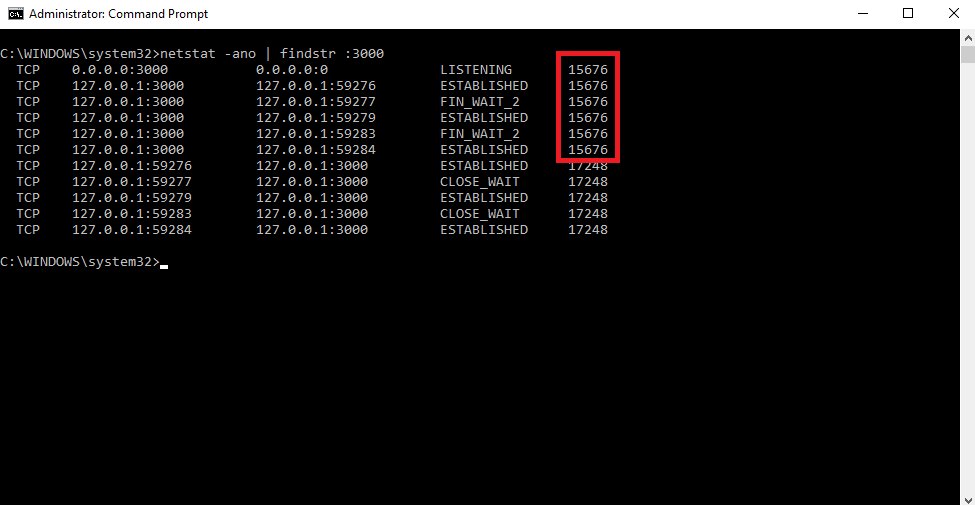 Administrator: Command Prompt
C:\WINDOWS\system32>netstat -ano | findstr :3000
TCP 0.0.0.0:3000 0.0.0.0:0 LISTENING 15676
TCP 127.0.0.1:3000 127.0.0.1:59276 ESTABLISHED 15676
TCP 127.0.0.1:3000 127.0.0.1:59277 FIN_WAIT_2 15676
TCP 127.0.0.1:3000 127.0.0.1:59279 ESTABLISHED 15676
TCP 127.0.0.1:3000 127.0.0.1:59283 FIN_WAIT_2 15676
TCP 127.0.0.1:3000 127.0.0.1:59284 ESTABLISHED 15676
TCP 127.0.0.1:59276 127.0.0.1:3000 ESTABLISHED 17248
TCP 127.0.0.1:59277 127.0.0.1:3000 CLOSE_WAIT 17248
TCP 127.0.0.1:59279 127.0.0.1:3000 ESTABLISHED 17248
TCP 127.0.0.1:59283 127.0.0.1:3000 CLOSE_WAIT 17248
TCP 127.0.0.1:59284 127.0.0.1:3000 ESTABLISHED 17248
C:\WINDOWS\system32>